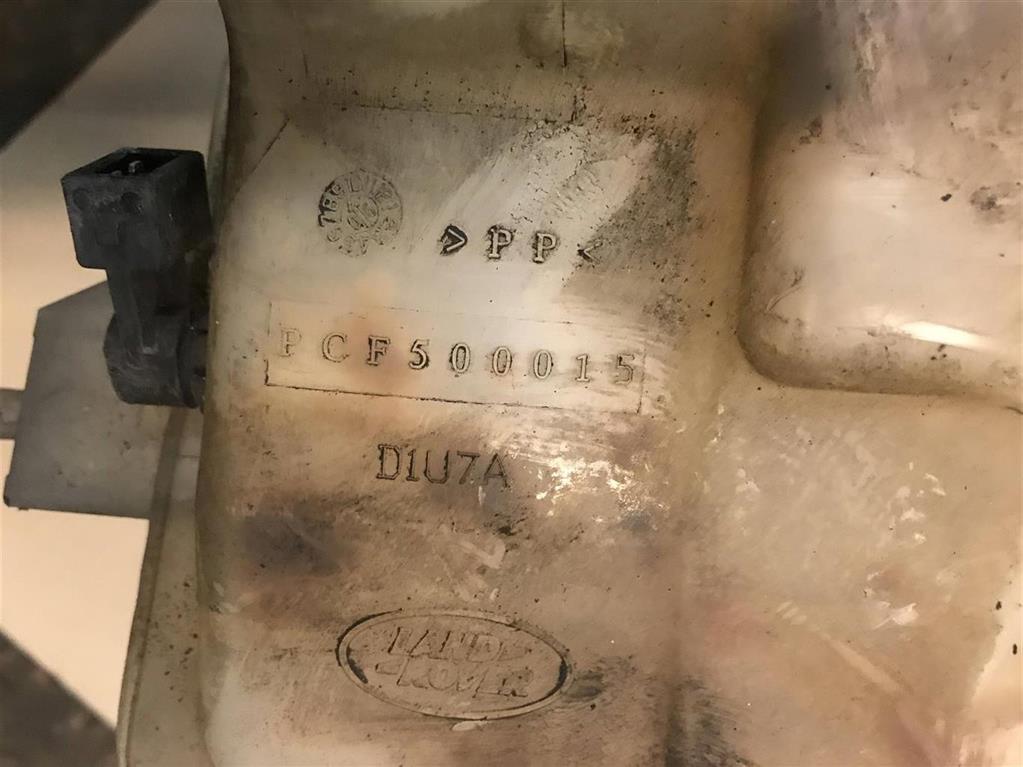 >PP<
PCF500015
D1U7A
LAND
ROVER